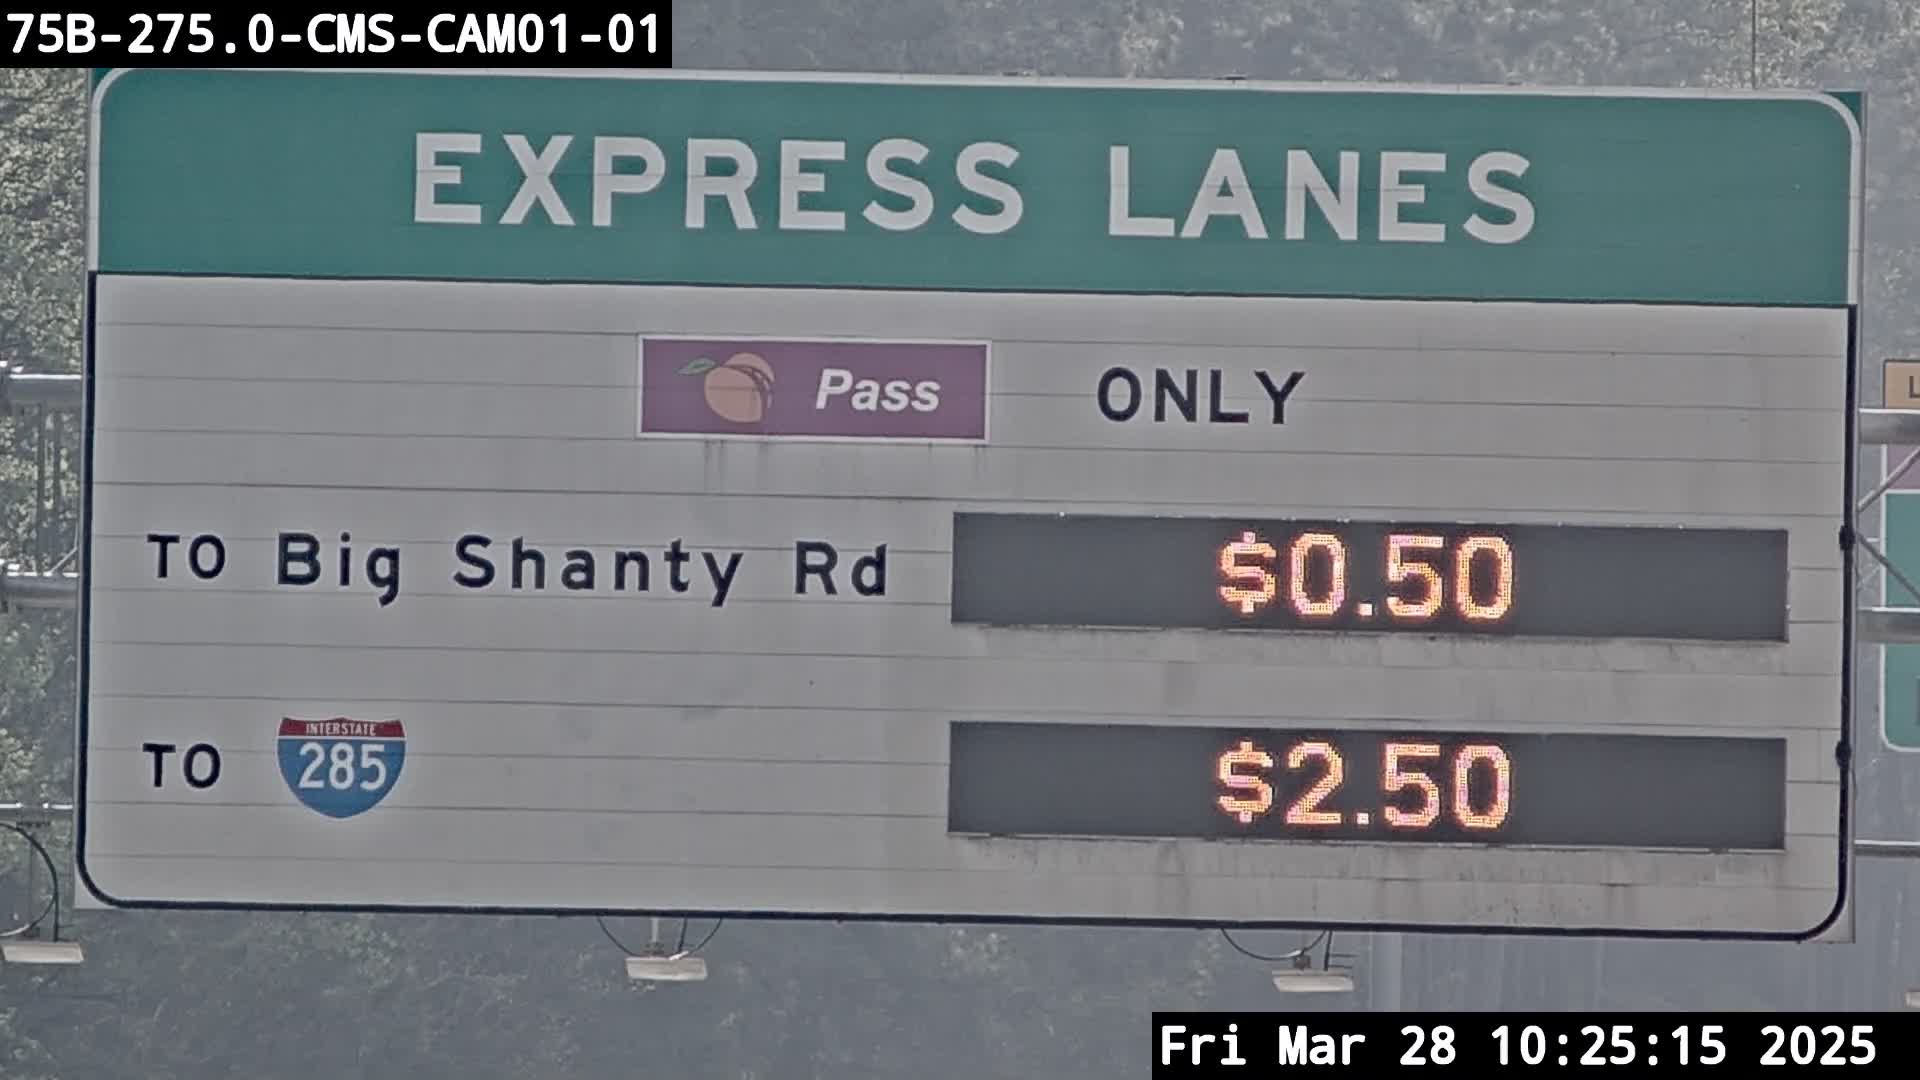 75B-275.0-CMS-CAM01-01
EXPRESS LANES
Pass ONLY
TO Big Shanty Rd $0.50
INTERSTATE
TO 285 $2.50
Fri Mar 28 10:25:15 2025